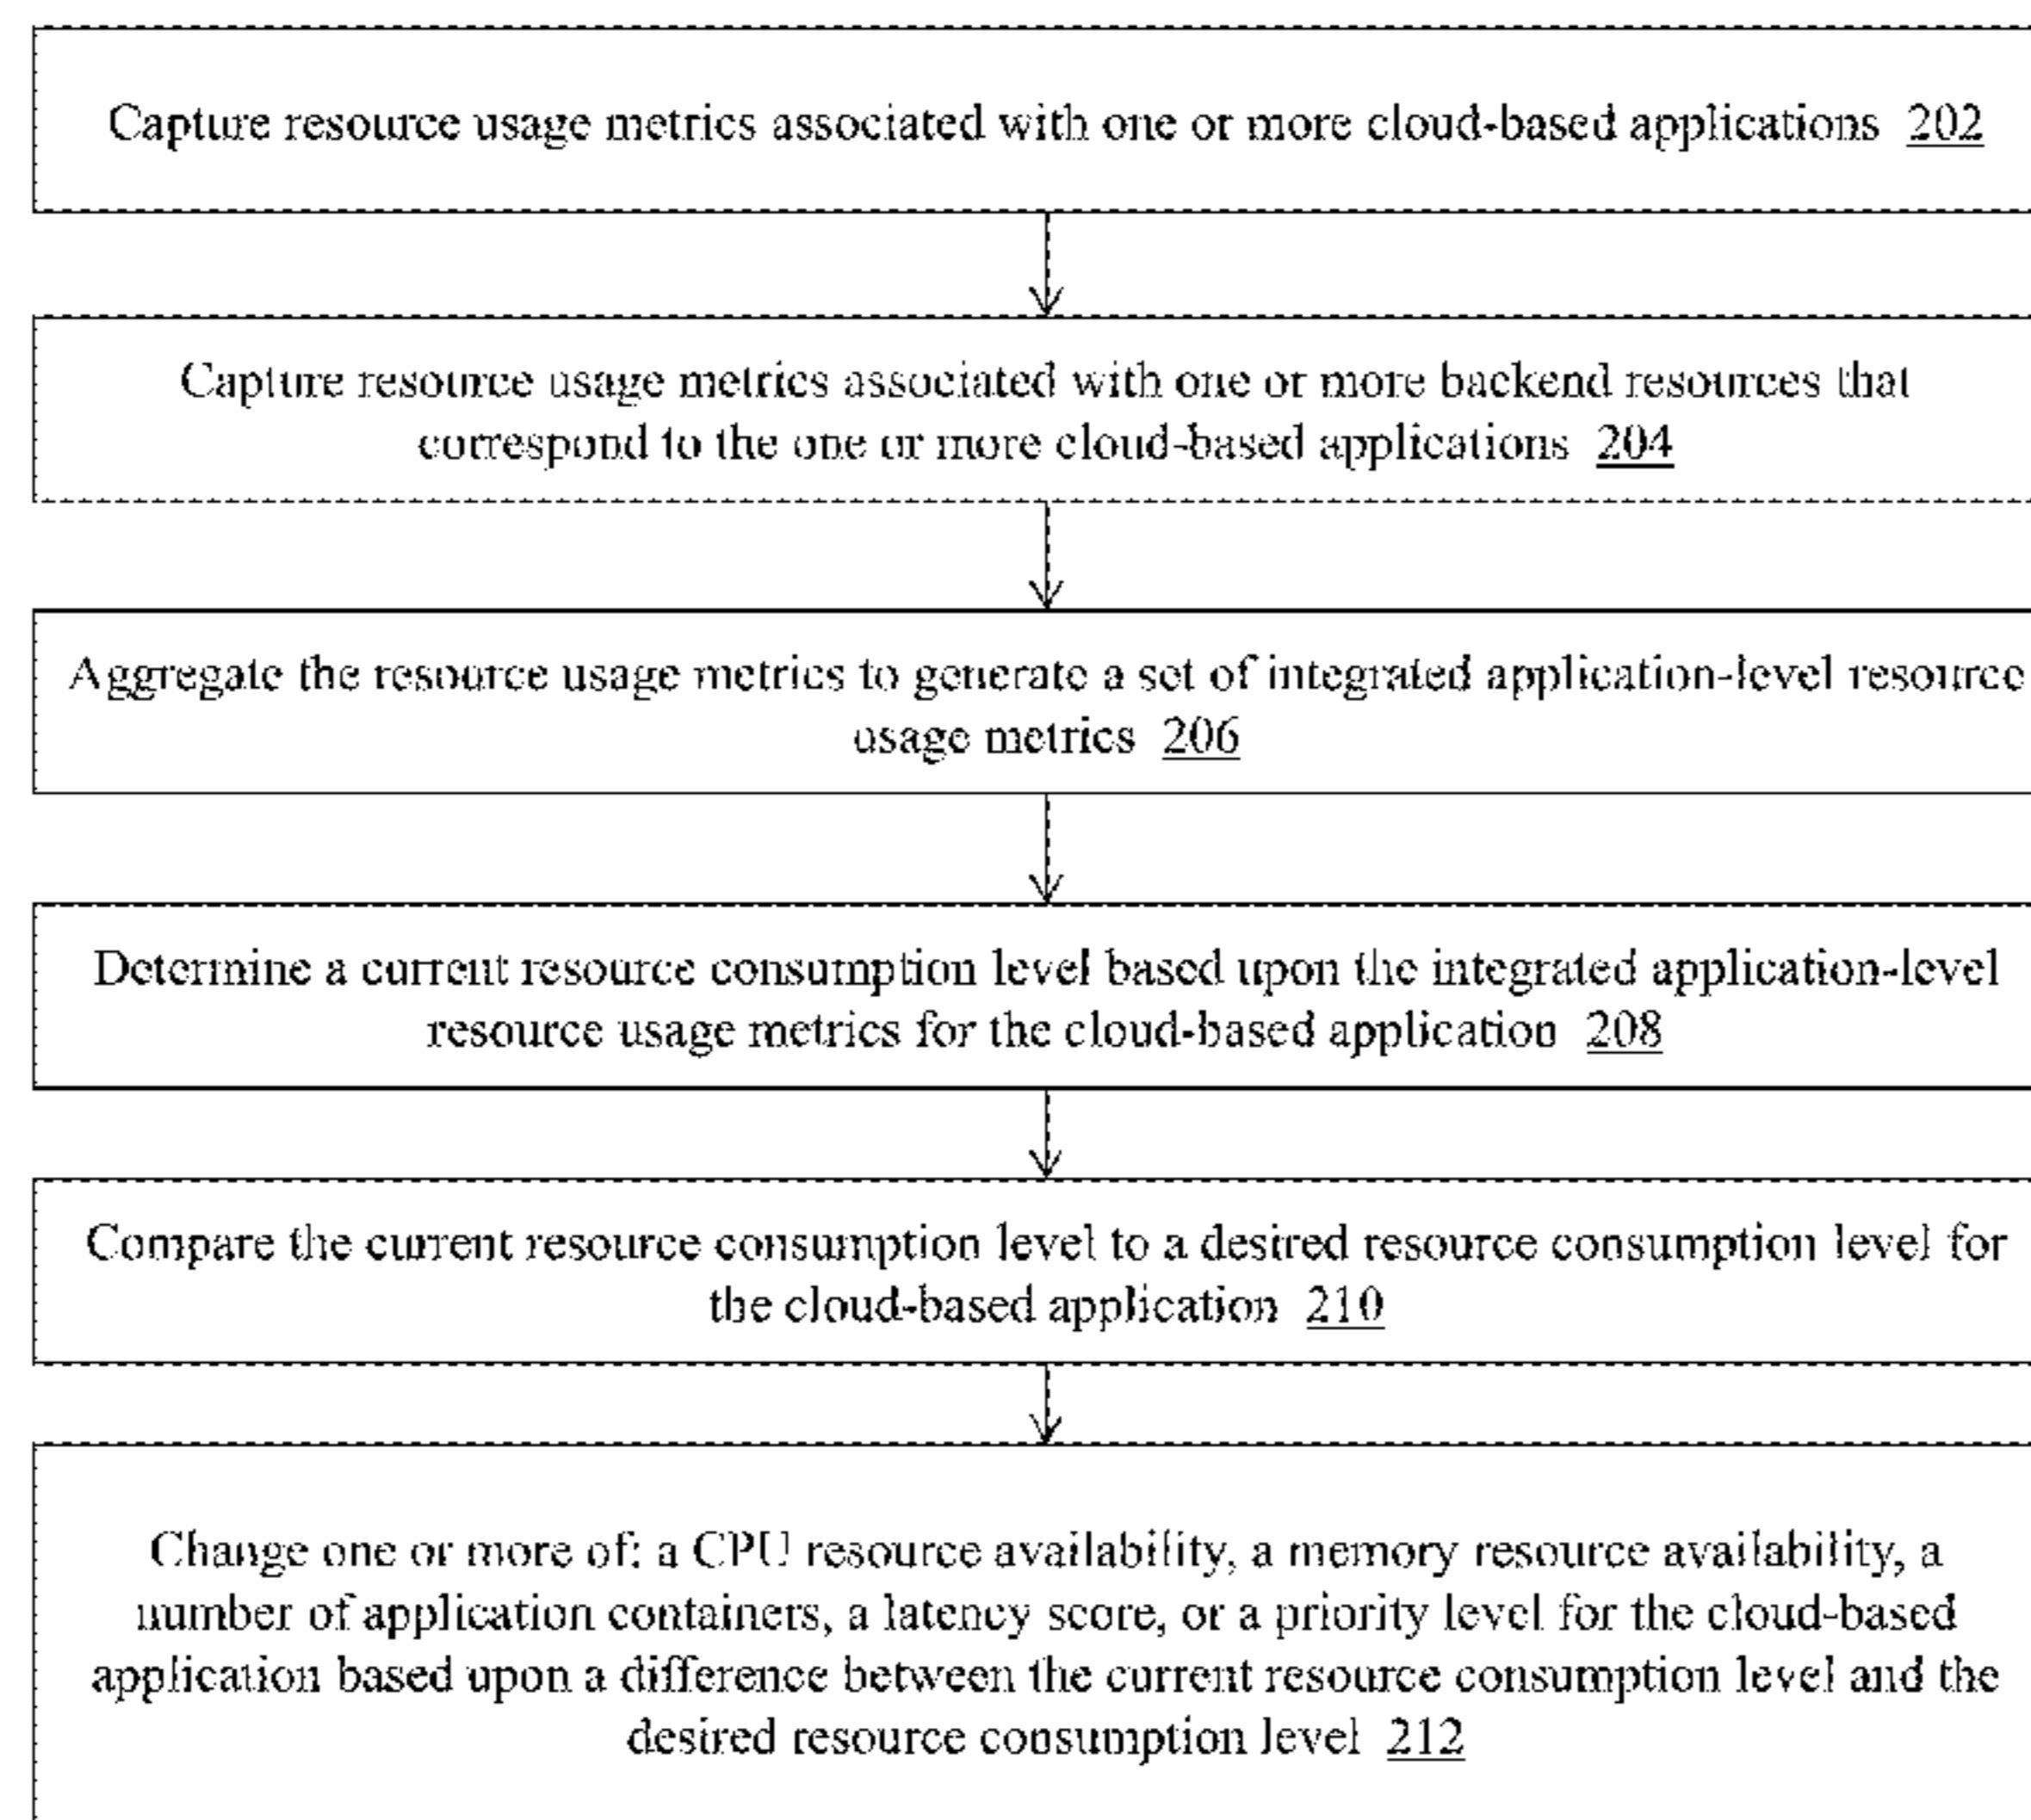 Capture resource usage metrics associated with one or more cloud-based applications 202
Capture resource usage metrics associated with one or more backend resources that
correspond to the one or more cloud-based applications 204
Aggregate the resource usage metrics to generate a set of integrated application-level resource
usage metrics 206
Determine a current resource consumption level based upon the integrated application-level
resource usage metrics for the cloud-based application 208
Compare the current resource consumption level to a desired resource consumption level for
the cloud-based application 210
Change one or more of: a CPU resource availability, a memory resource availability, a
number of application containers, a latency score, or a priority level for the cloud-based
application based upon a difference between the current resource consumption level and the
desired resource consumption level 212